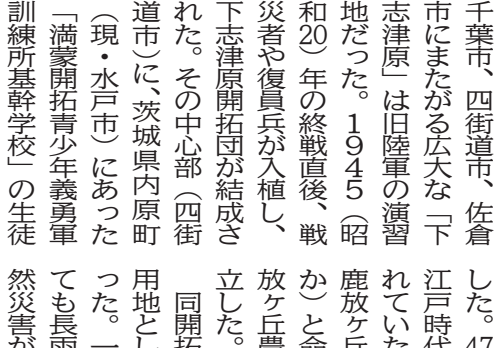 千葉市、四街道市、佐倉
市にまたがる広大な「下
志津原」は旧陸軍の演習
地だった。1945（昭
和20）年の終戦直後、戦
災者や復員兵が入植し、
下志津原開拓団が結成さ
れた。その中心部（四街
道市）に、茨城県内原町
（現・水戸市）にあった
「満蒙開拓青少年義勇軍
訓練所基幹学校」の生徒
した。47
江戸時代
れていた
鹿放ヶ丘
か）と命
放ヶ丘農
立した。
同開拓
用地とし
った。一
ても長雨
然災害が